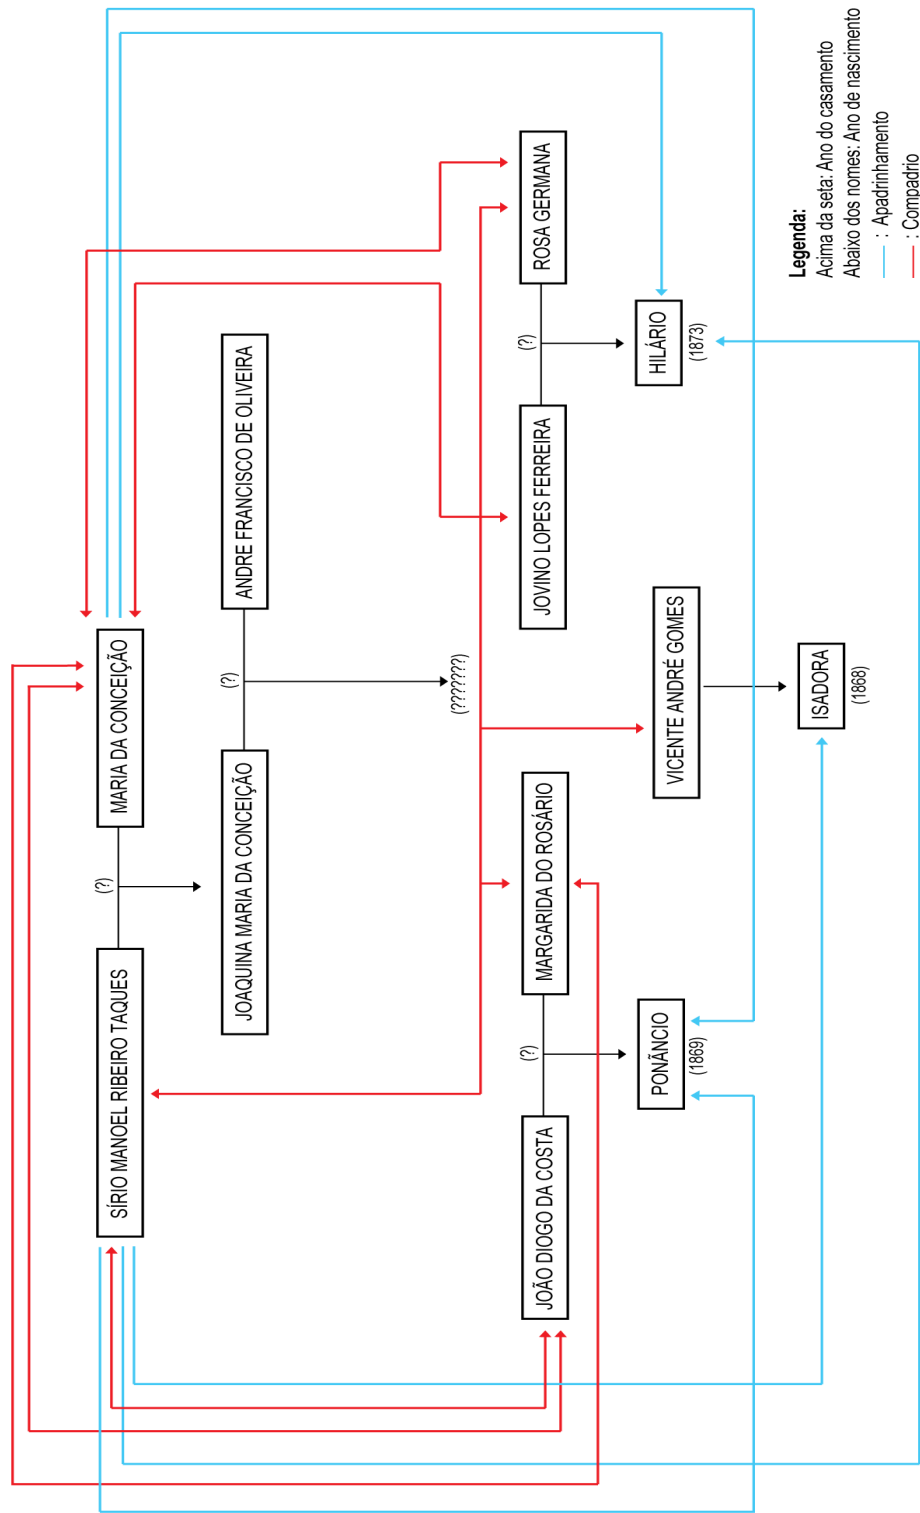 SÍRIO MANOEL RIBEIRO TAQUES
(?)
MARIA DA CONCEIÇÃO
JOAQUINA MARIA DA CONCEIÇÃO
(?)
ANDRE FRANCISCO DE OLIVEIRA
(???????)
JOÃO DIOGO DA COSTA
(?)
MARGARIDA DO ROSÁRIO
JOVINO LOPES FERREIRA
(?)
ROSA GERMANA
PONÃNCIO
(1869)
VICENTE ANDRÉ GOMES
HILÁRIO
(1873)
ISADORA
(1868)
Legenda:
Acima da seta: Ano do casamento
Abaixo dos nomes: Ano de nascimento
: Apadrinhamento
: Compadrio